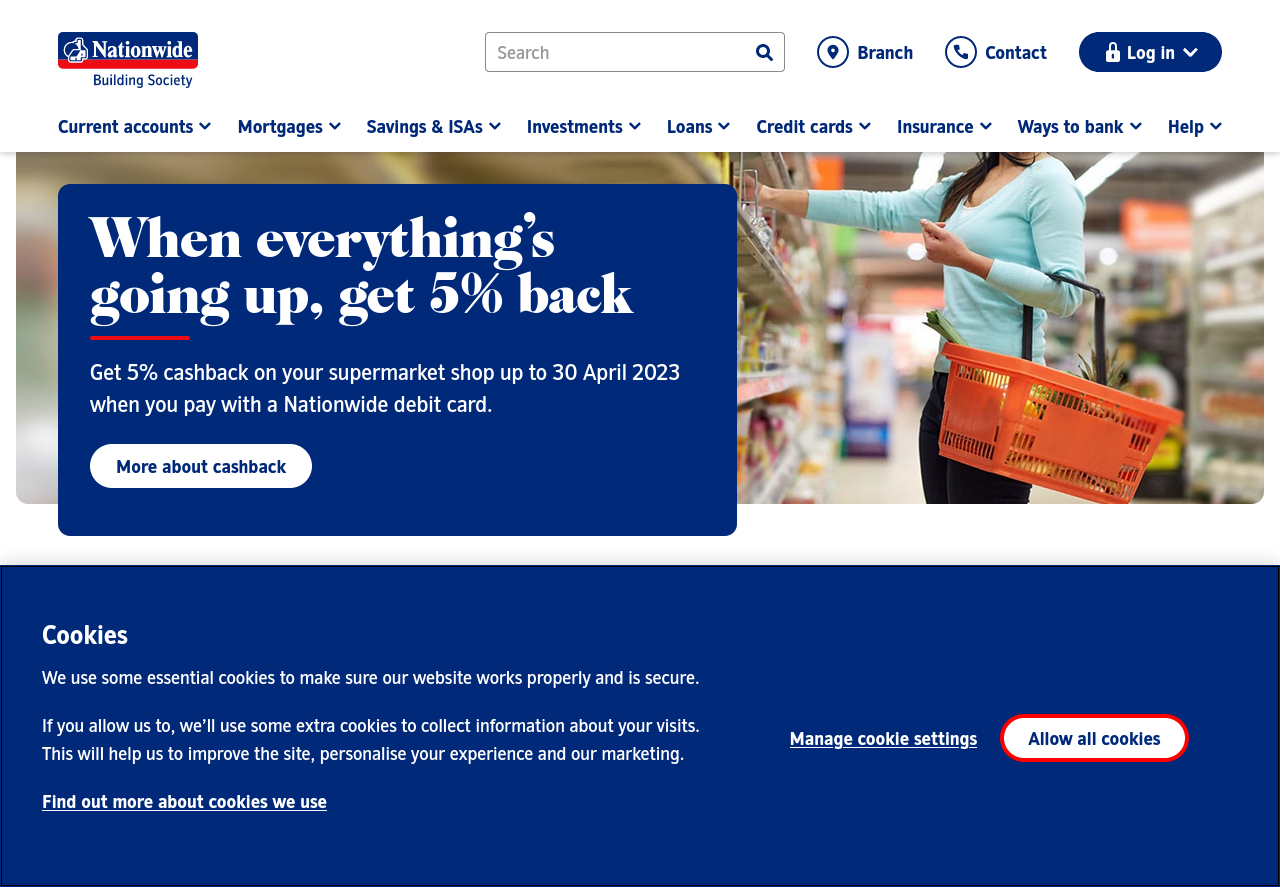 Nationwide
Building Society
Search
Branch
Contact
Log in
Current accounts
Mortgages
Savings & ISAs
Investments
Loans
Credit cards
Insurance
Ways to bank
Help
When everything’s
going up, get 5% back
Get 5% cashback on your supermarket shop up to 30 April 2023
when you pay with a Nationwide debit card.
More about cashback
Cookies
We use some essential cookies to make sure our website works properly and is secure.
If you allow us to, we’ll use some extra cookies to collect information about your visits.
This will help us to improve the site, personalise your experience and our marketing.
Find out more about cookies we use
Manage cookie settings
Allow all cookies